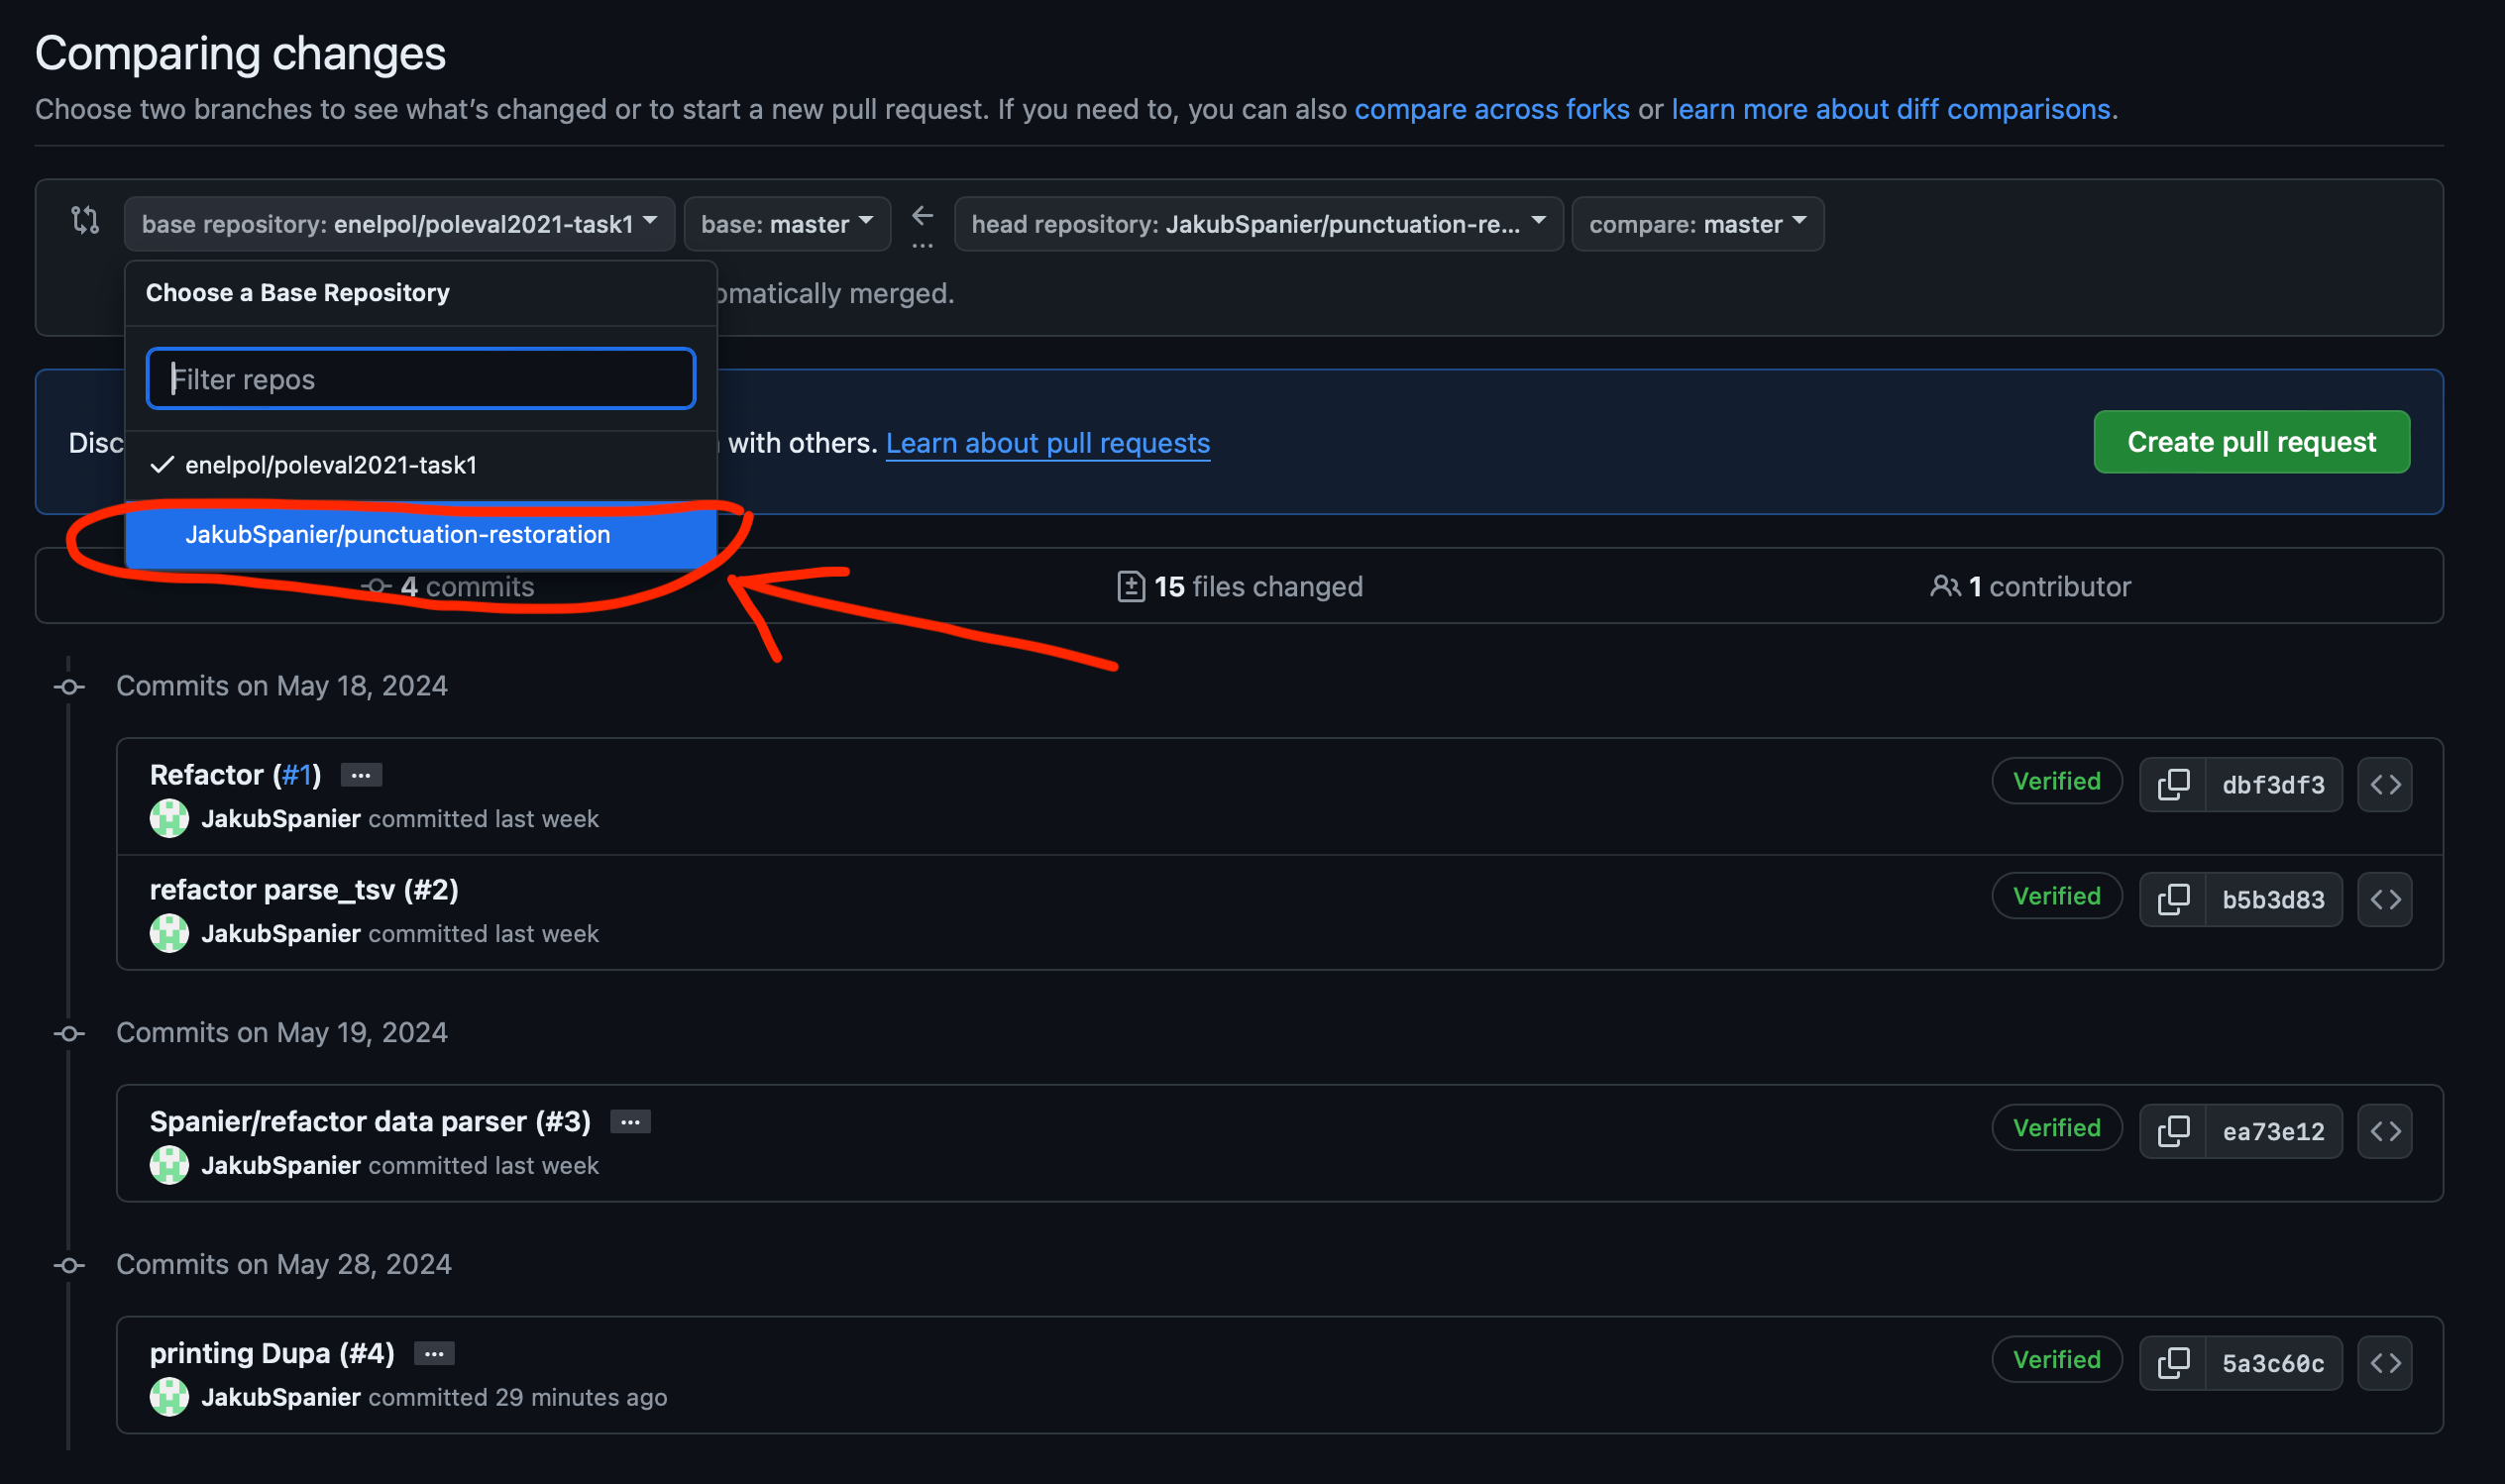 Comparing changes
Choose two branches to see what's changed or to start a new pull request. If you need to, you can also compare across forks or learn more about diff comparisons.
base repository: enelpol/poleval2021-task1 base: master ... head repository: JakubSpanier/punctuation-re... compare: master
Choose a Base Repository
omatically merged.
Filter repos
Disc with others. Learn about pull requests Create pull request
enelpol/poleval2021-task1
JakubSpanier/punctuation-restoration
4 commits 15 files changed 1 contributor
Commits on May 18, 2024
Refactor (#1) ... Verified dbf3df3
JakubSpanier committed last week
refactor parse_tsv (#2) Verified b5b3d83
JakubSpanier committed last week
Commits on May 19, 2024
Spanier/refactor data parser (#3) ... Verified ea73e12
JakubSpanier committed last week
Commits on May 28, 2024
printing Dupa (#4) ... Verified 5a3c60c
JakubSpanier committed 29 minutes ago